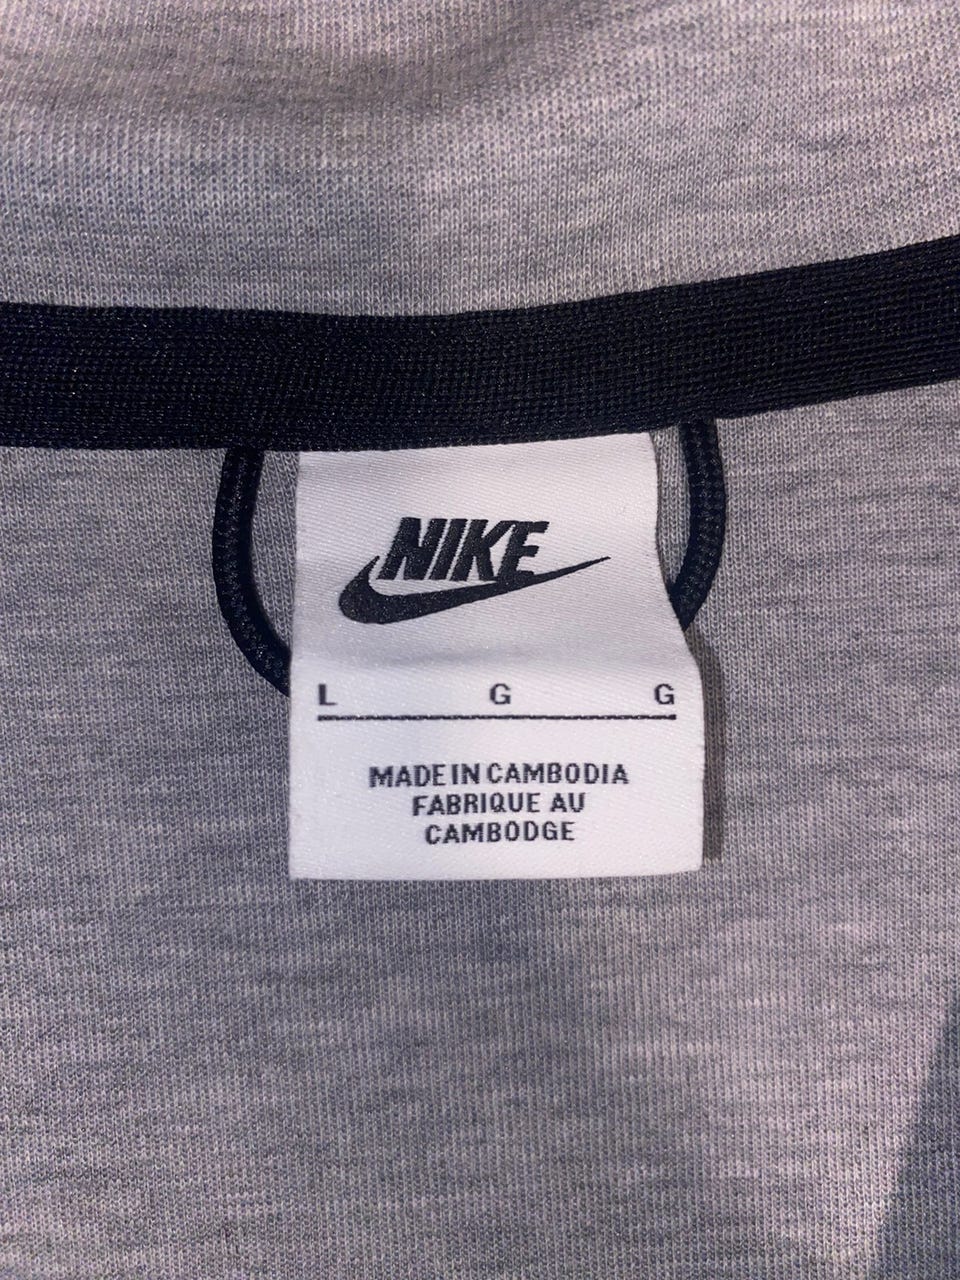 NIKE
L G G
MADE IN CAMBODIA
FABRIQUE AU
CAMBODGE